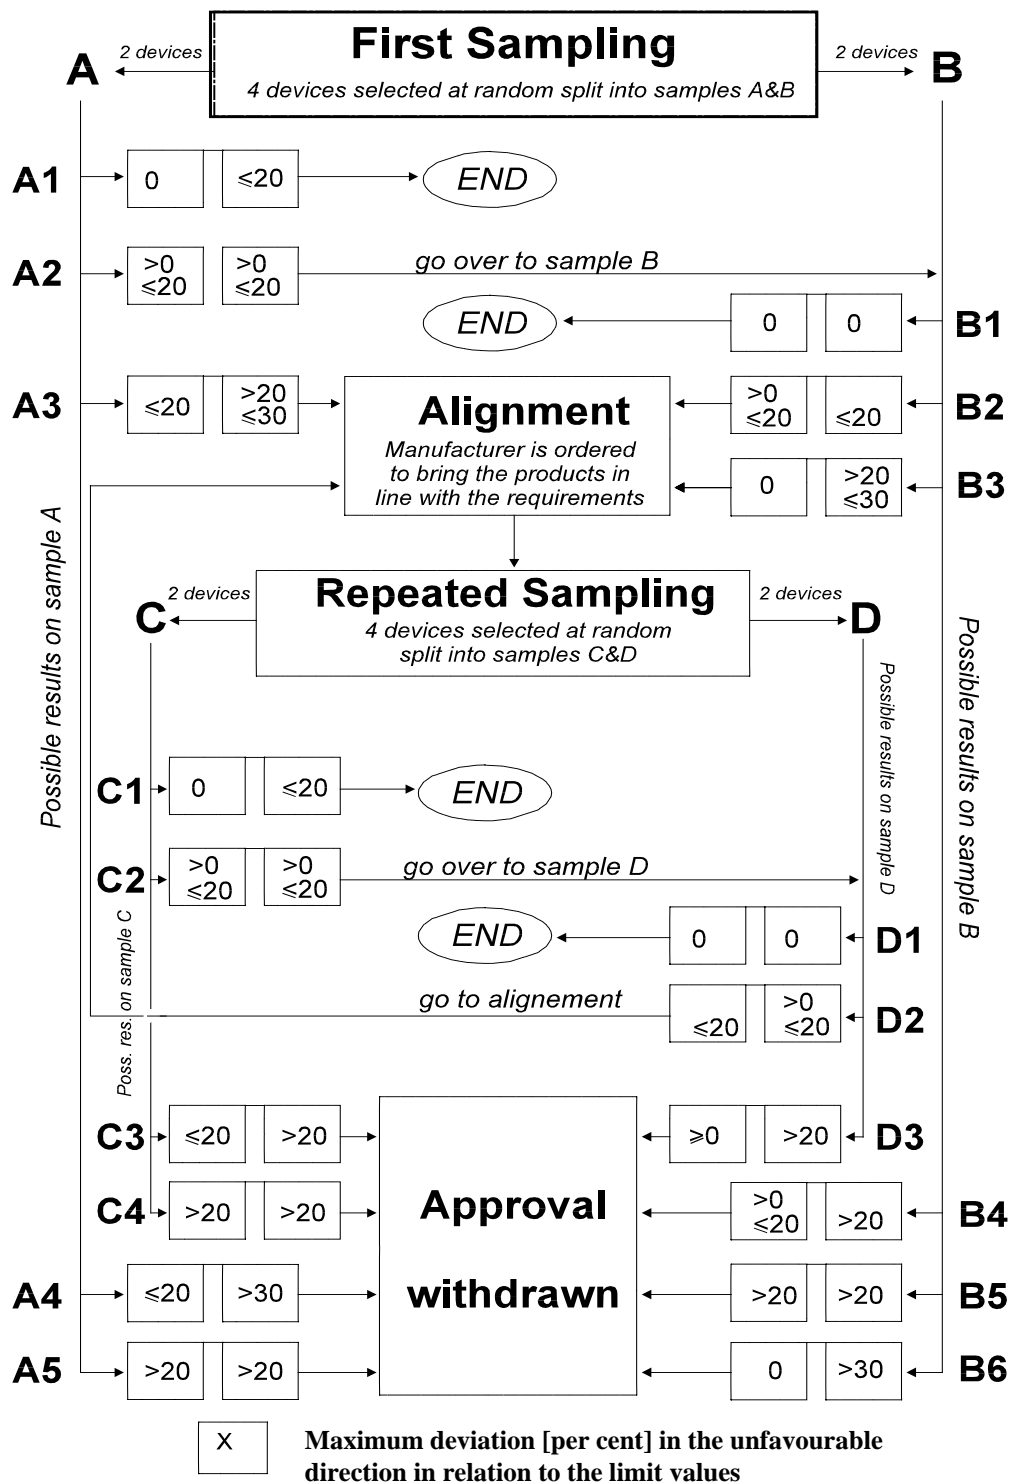 First Sampling
A 2 devices 2 devices B
4 devices selected at random split into samples A&B
A1 0 ⩽20 END
A2 >0 ⩽20 >0 ⩽20 go over to sample B
END 0 0 B1
A3 ⩽20 >20 ⩽30
Alignment
Manufacturer is ordered
to bring the products in
line with the requirements
>0 ⩽20 ⩽20 B2
0 >20 ⩽30 B3
Possible results on sample A
Repeated Sampling
C 2 devices 2 devices D
4 devices selected at random
split into samples C&D
Possible results on sample D
Possible results on sample B
C1 0 ⩽20 END
C2 >0 ⩽20 >0 ⩽20 go over to sample D
Poss. res. on sample C
END 0 0 D1
go to alignement ⩽20 >0 ⩽20 D2
C3 ⩽20 >20
⩾0 >20 D3
C4 >20 >20
Approval
withdrawn
>0 ⩽20 >20 B4
A4 ⩽20 >30
>20 >20 B5
A5 >20 >20
0 >30 B6
X Maximum deviation [per cent] in the unfavourable
direction in relation to the limit values